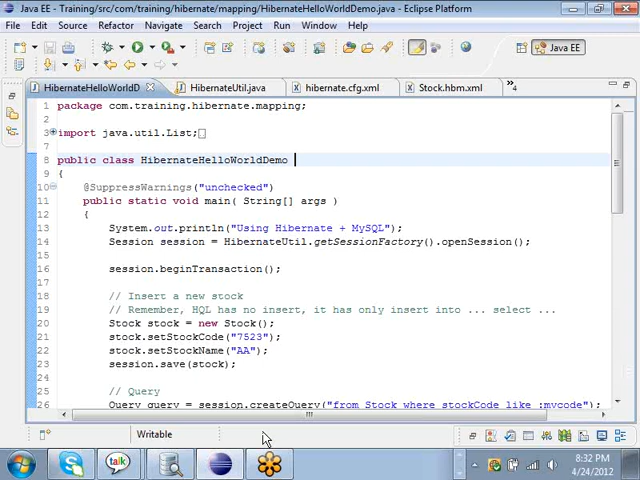 Java EE - Training/src/com/training/hibernate/mapping/HibernateHelloWorldDemo.java - Eclipse Platform
File Edit Source Refactor Navigate Search Project Run Window Help
Java EE
HibernateHelloWorldD HibernateUtil.java hibernate.cfg.xml Stock.hbm.xml »4
1 package com.training.hibernate.mapping;
2
3 import java.util.List;
7
8 public class HibernateHelloWorldDemo
9 {
10 @SuppressWarnings("unchecked")
11 public static void main( String[] args )
12 {
13 System.out.println("Using Hibernate + MySQL");
14 Session session = HibernateUtil.getSessionFactory().openSession();
15
16 session.beginTransaction();
17
18 // Insert a new stock
19 // Remember, HQL has no insert, it has only insert into ... select ...
20 Stock stock = new Stock();
21 stock.setStockCode("7523");
22 stock.setStockName("AA");
23 session.save(stock);
24
25 // Query
26 Query query = session.createQuery("from Stock where stockCode like :mycode");
Writable
talk
8:32 PM
4/24/2012